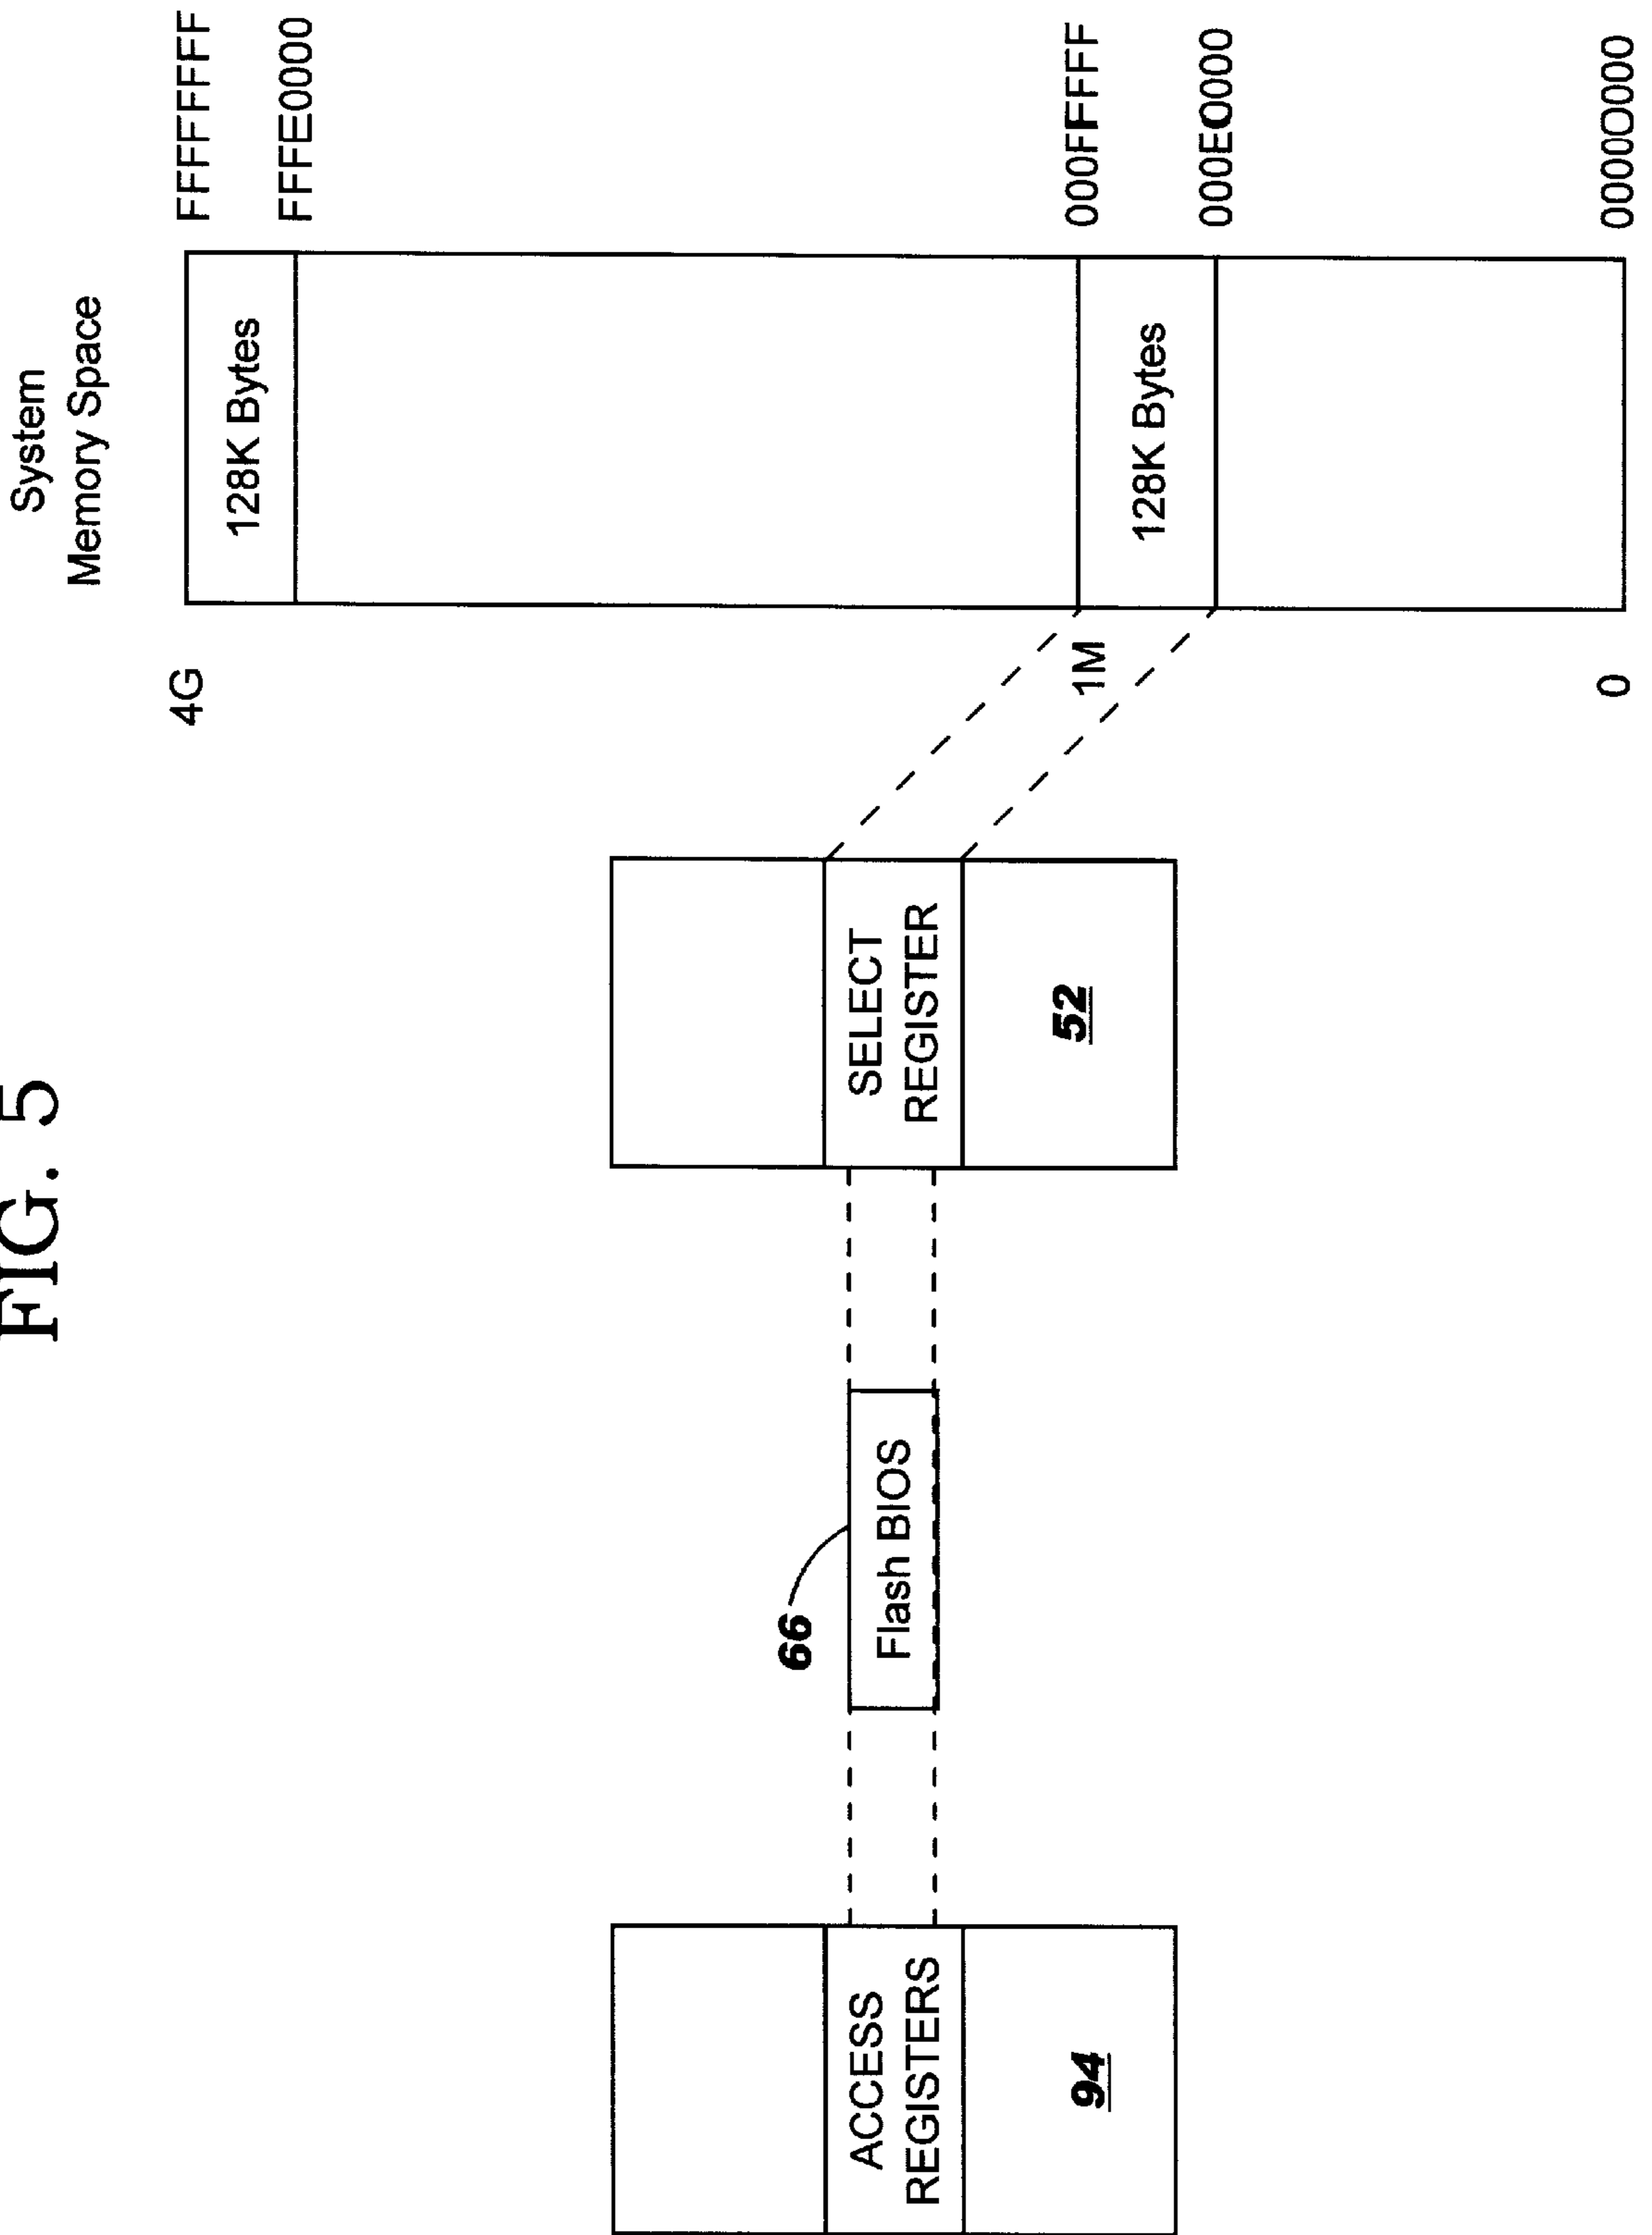 FIG. 5
System
Memory Space
4G
FFFFFFFF
128K Bytes
FFFE0000
66
ACCESS
REGISTERS
94
Flash BIOS
SELECT
REGISTER
52
1M
000FFFFF
128K Bytes
000E0000
0
00000000